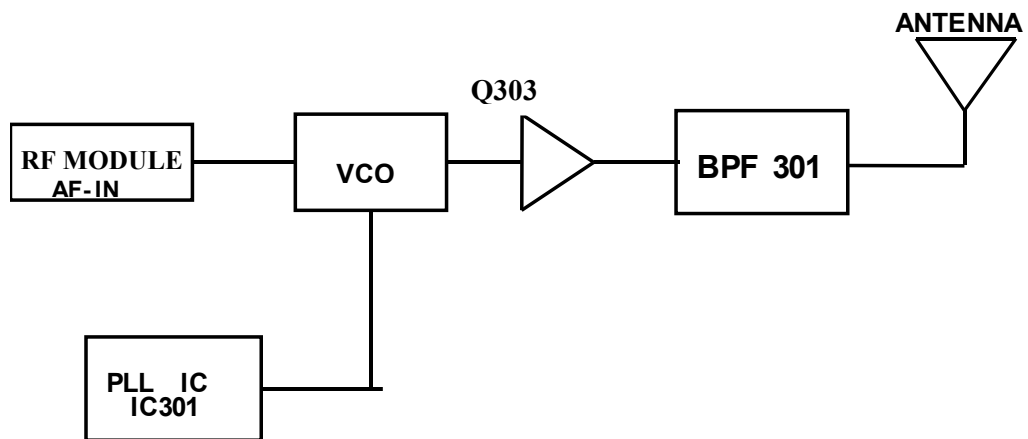 ANTENNA
Q303
RF MODULE
AF-IN
VCO
BPF 301
PLL IC
IC301